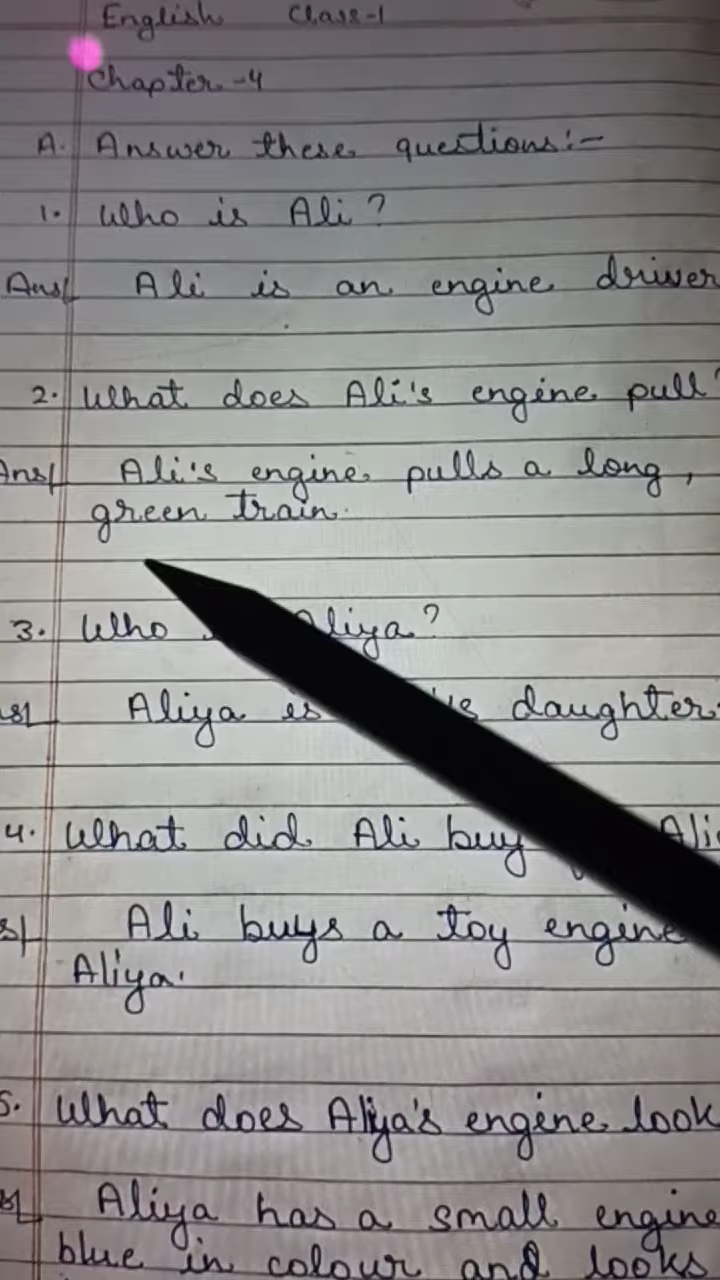 English Class-1
Chapter-4
A. Answer these questions:-
1. Who is Ali?
Ans/ Ali is an engine driver
2. What does Ali's engine pull?
Ans/ Ali's engine pulls a long,
green train.
3. Who Aliya?
Aliya is daughter
4. What did Ali buy
Ali buys a toy engine
Aliya.
5. What does Aliya's engine look
Aliya has a small engine
blue in colour and looks